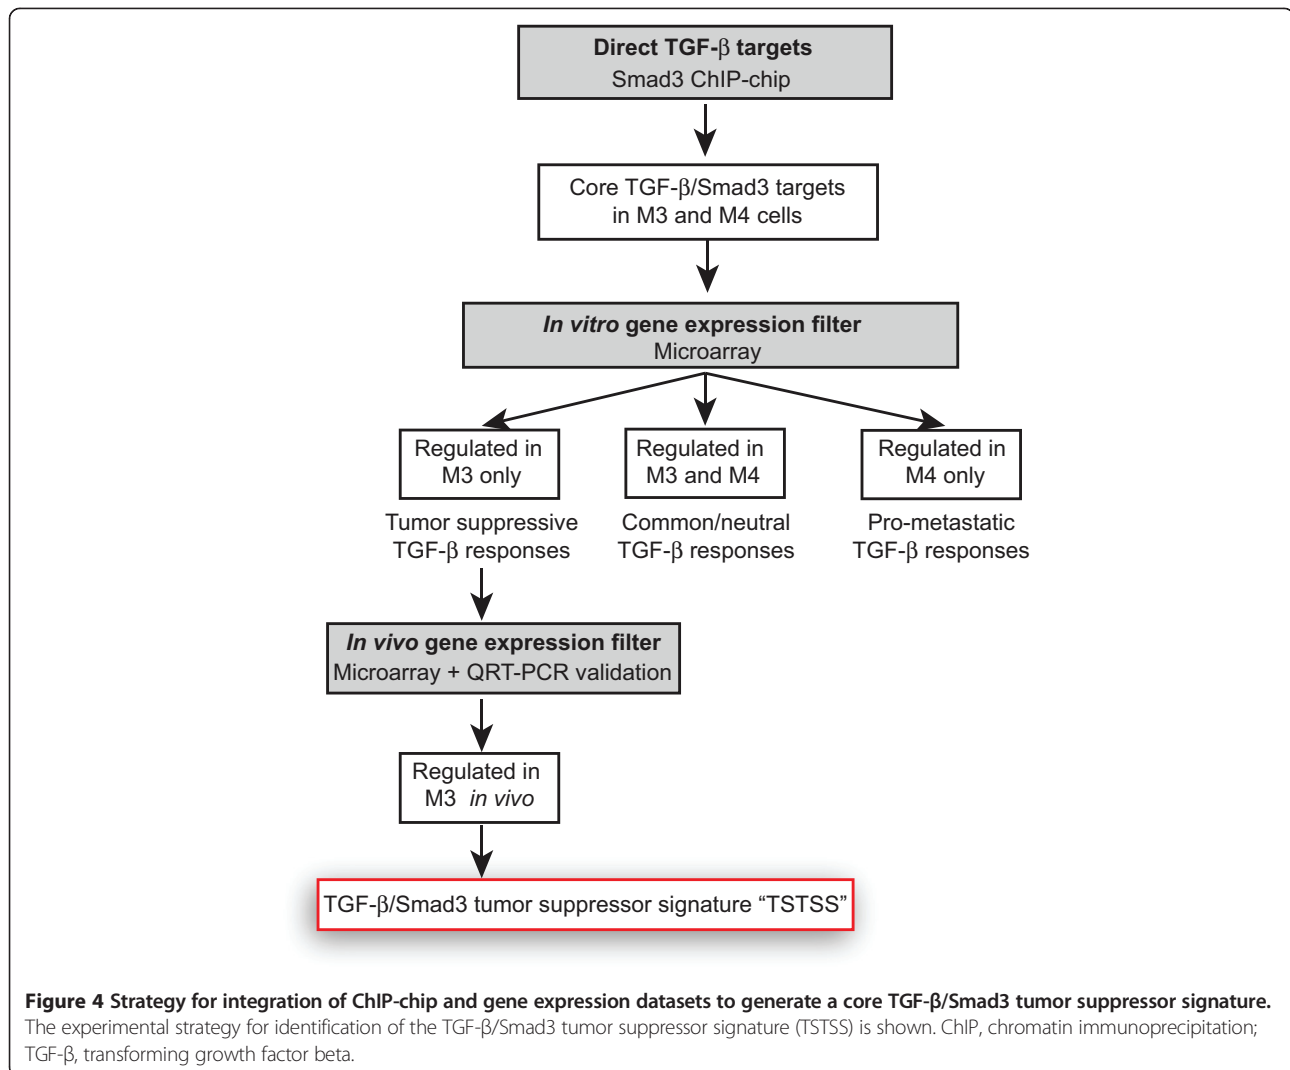 Direct TGF-β targets
Smad3 ChIP-chip
Core TGF-β/Smad3 targets
in M3 and M4 cells
In vitro gene expression filter
Microarray
Regulated in
M3 only
Regulated in
M3 and M4
Regulated in
M4 only
Tumor suppressive
TGF-β responses
Common/neutral
TGF-β responses
Pro-metastatic
TGF-β responses
In vivo gene expression filter
Microarray + QRT-PCR validation
Regulated in
M3 in vivo
TGF-β/Smad3 tumor suppressor signature “TSTSS”
Figure 4 Strategy for integration of ChIP-chip and gene expression datasets to generate a core TGF-β/Smad3 tumor suppressor signature.
The experimental strategy for identification of the TGF-β/Smad3 tumor suppressor signature (TSTSS) is shown. ChIP, chromatin immunoprecipitation;
TGF-β, transforming growth factor beta.